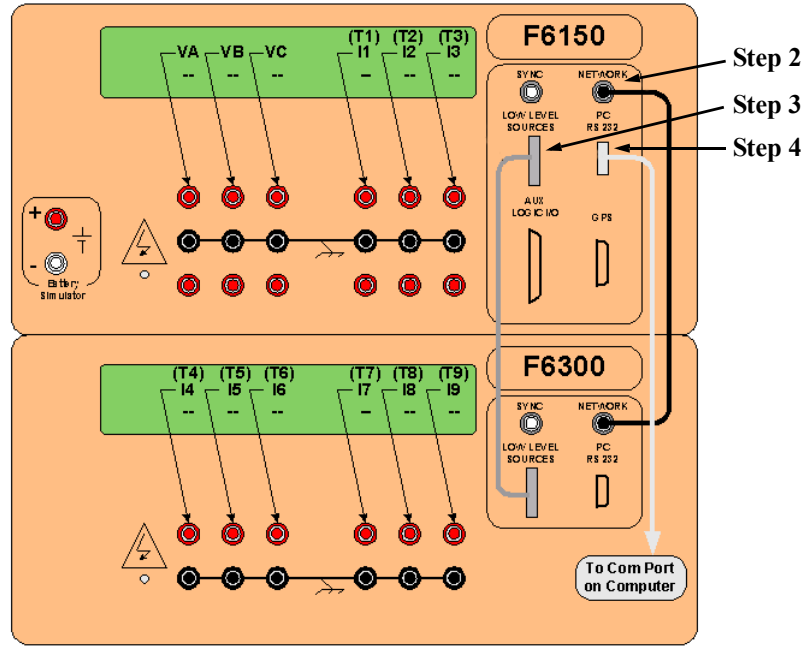 F6150
(T1) (T2) (T3)
VA VB VC I1 I2 I3
-- -- -- -- -- --
SYNC NETWORK
LOW LEVEL SOURCES
PC RS 232
AUX LOGIC I/O
GPS
Step 2
Step 3
Step 4
+
-
Battery
Simulator
F6300
(T4) (T5) (T6) (T7) (T8) (T9)
I4 I5 I6 I7 I8 I9
-- -- -- -- -- --
SYNC NETWORK
LOW LEVEL SOURCES
PC RS 232
To Com Port
on Computer